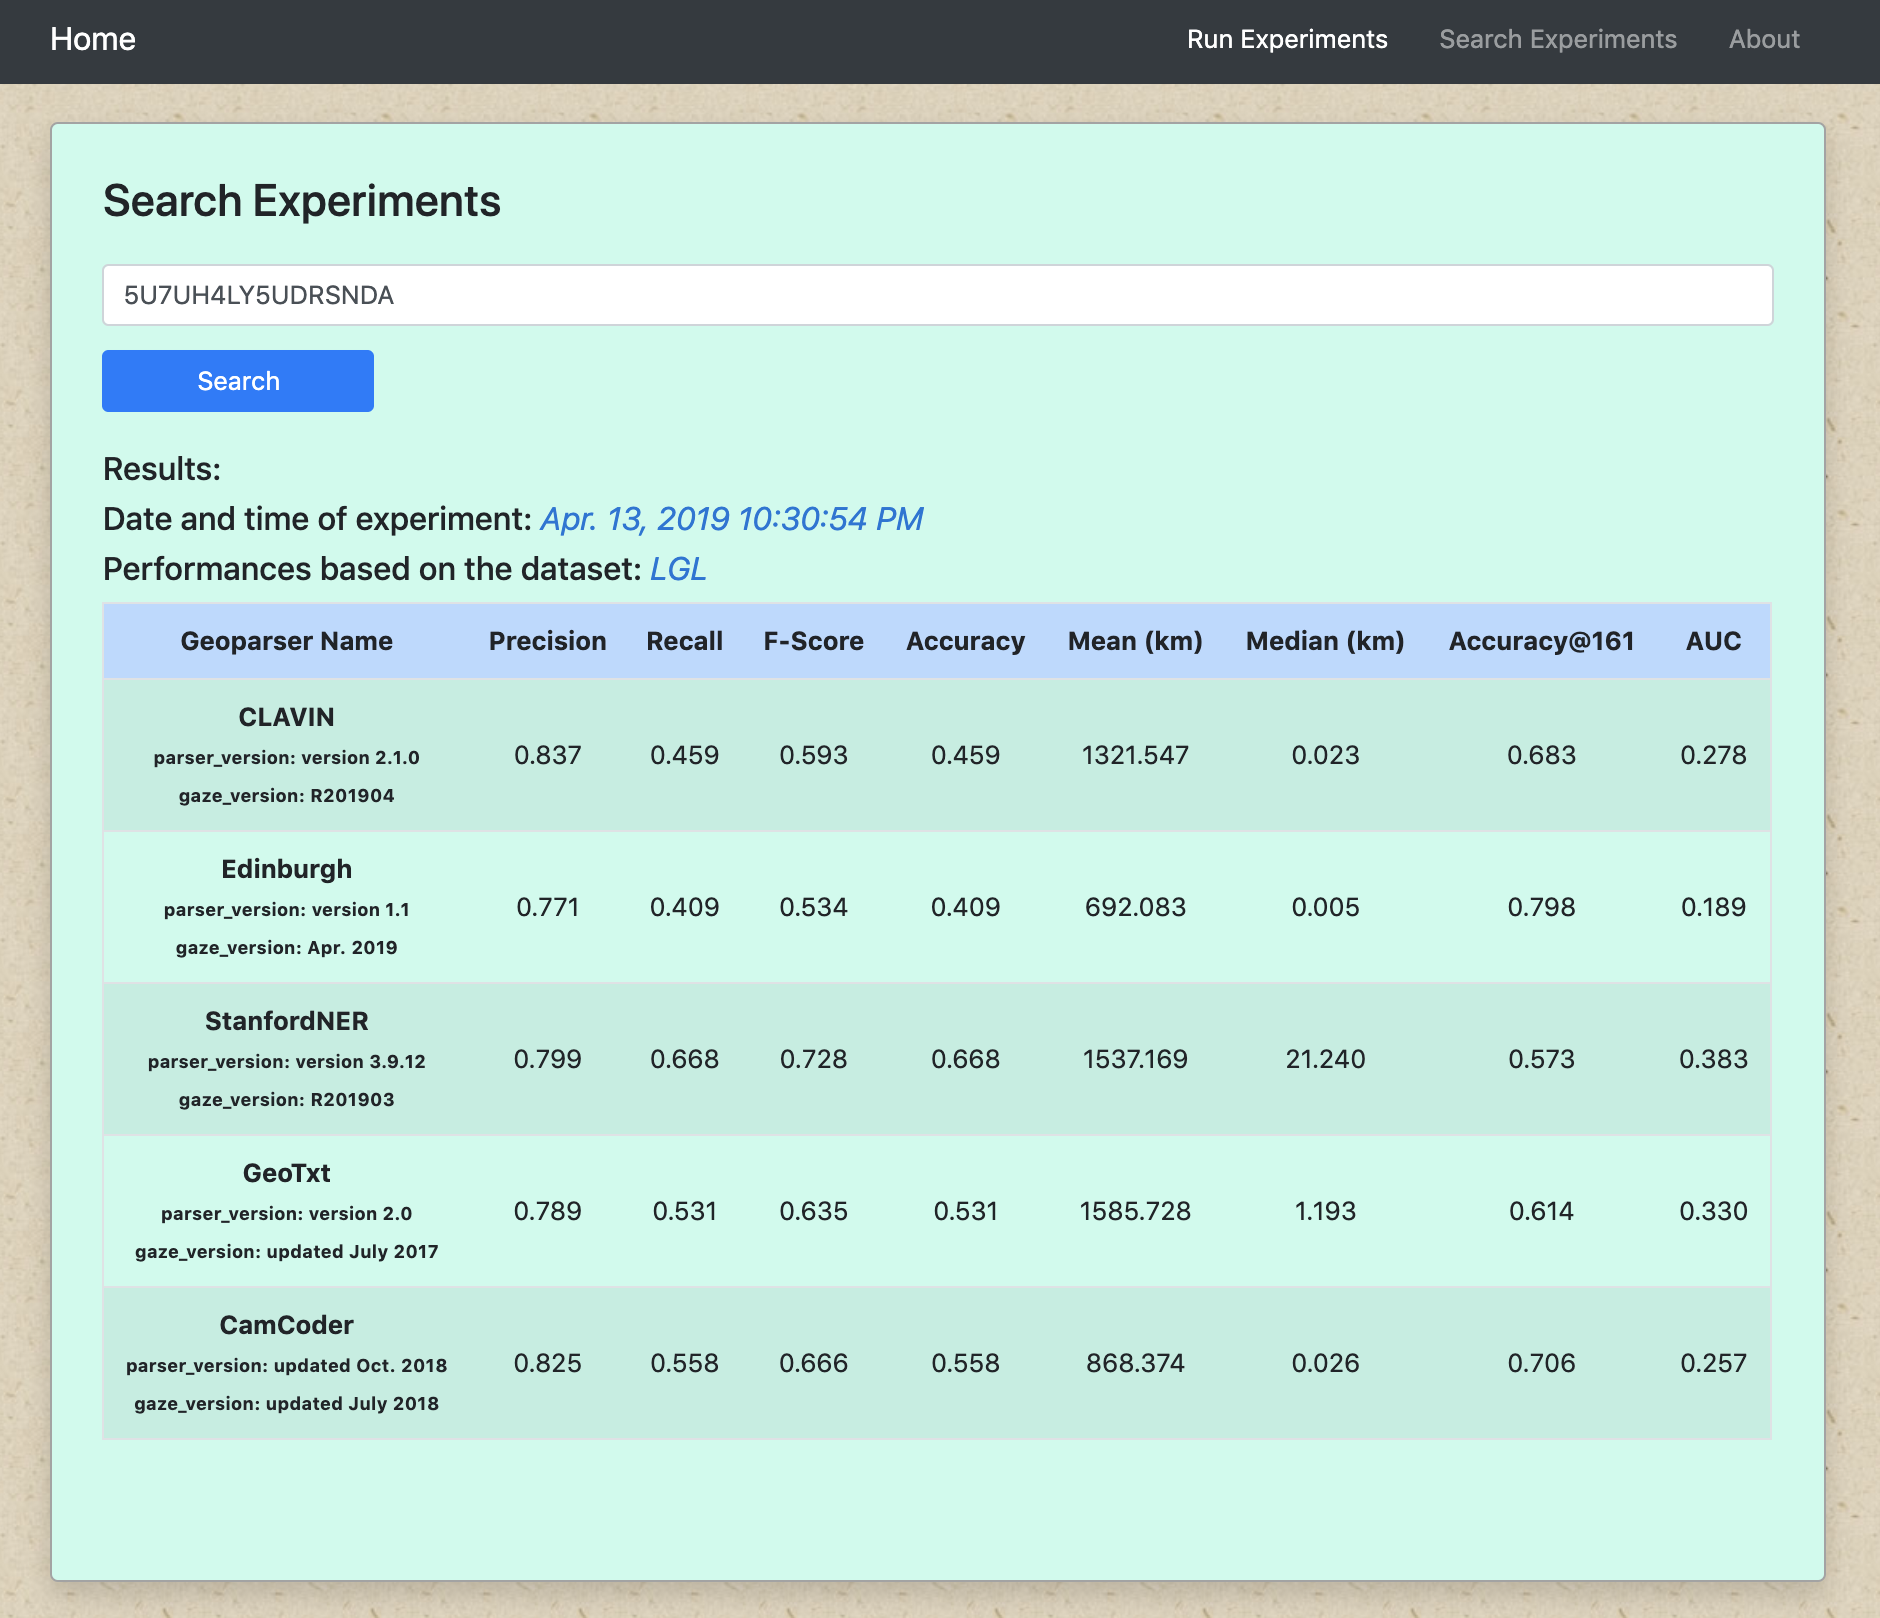 Home Run Experiments Search Experiments About
Search Experiments
5U7UH4LY5UDRSNDA
Search
Results:
Date and time of experiment: Apr. 13, 2019 10:30:54 PM
Performances based on the dataset: LGL
Geoparser Name Precision Recall F-Score Accuracy Mean (km) Median (km) Accuracy@161 AUC
CLAVIN
parser_version: version 2.1.0
gaze_version: R201904
0.837 0.459 0.593 0.459 1321.547 0.023 0.683 0.278
Edinburgh
parser_version: version 1.1
gaze_version: Apr. 2019
0.771 0.409 0.534 0.409 692.083 0.005 0.798 0.189
StanfordNER
parser_version: version 3.9.12
gaze_version: R201903
0.799 0.668 0.728 0.668 1537.169 21.240 0.573 0.383
GeoTxt
parser_version: version 2.0
gaze_version: updated July 2017
0.789 0.531 0.635 0.531 1585.728 1.193 0.614 0.330
CamCoder
parser_version: updated Oct. 2018
gaze_version: updated July 2018
0.825 0.558 0.666 0.558 868.374 0.026 0.706 0.257